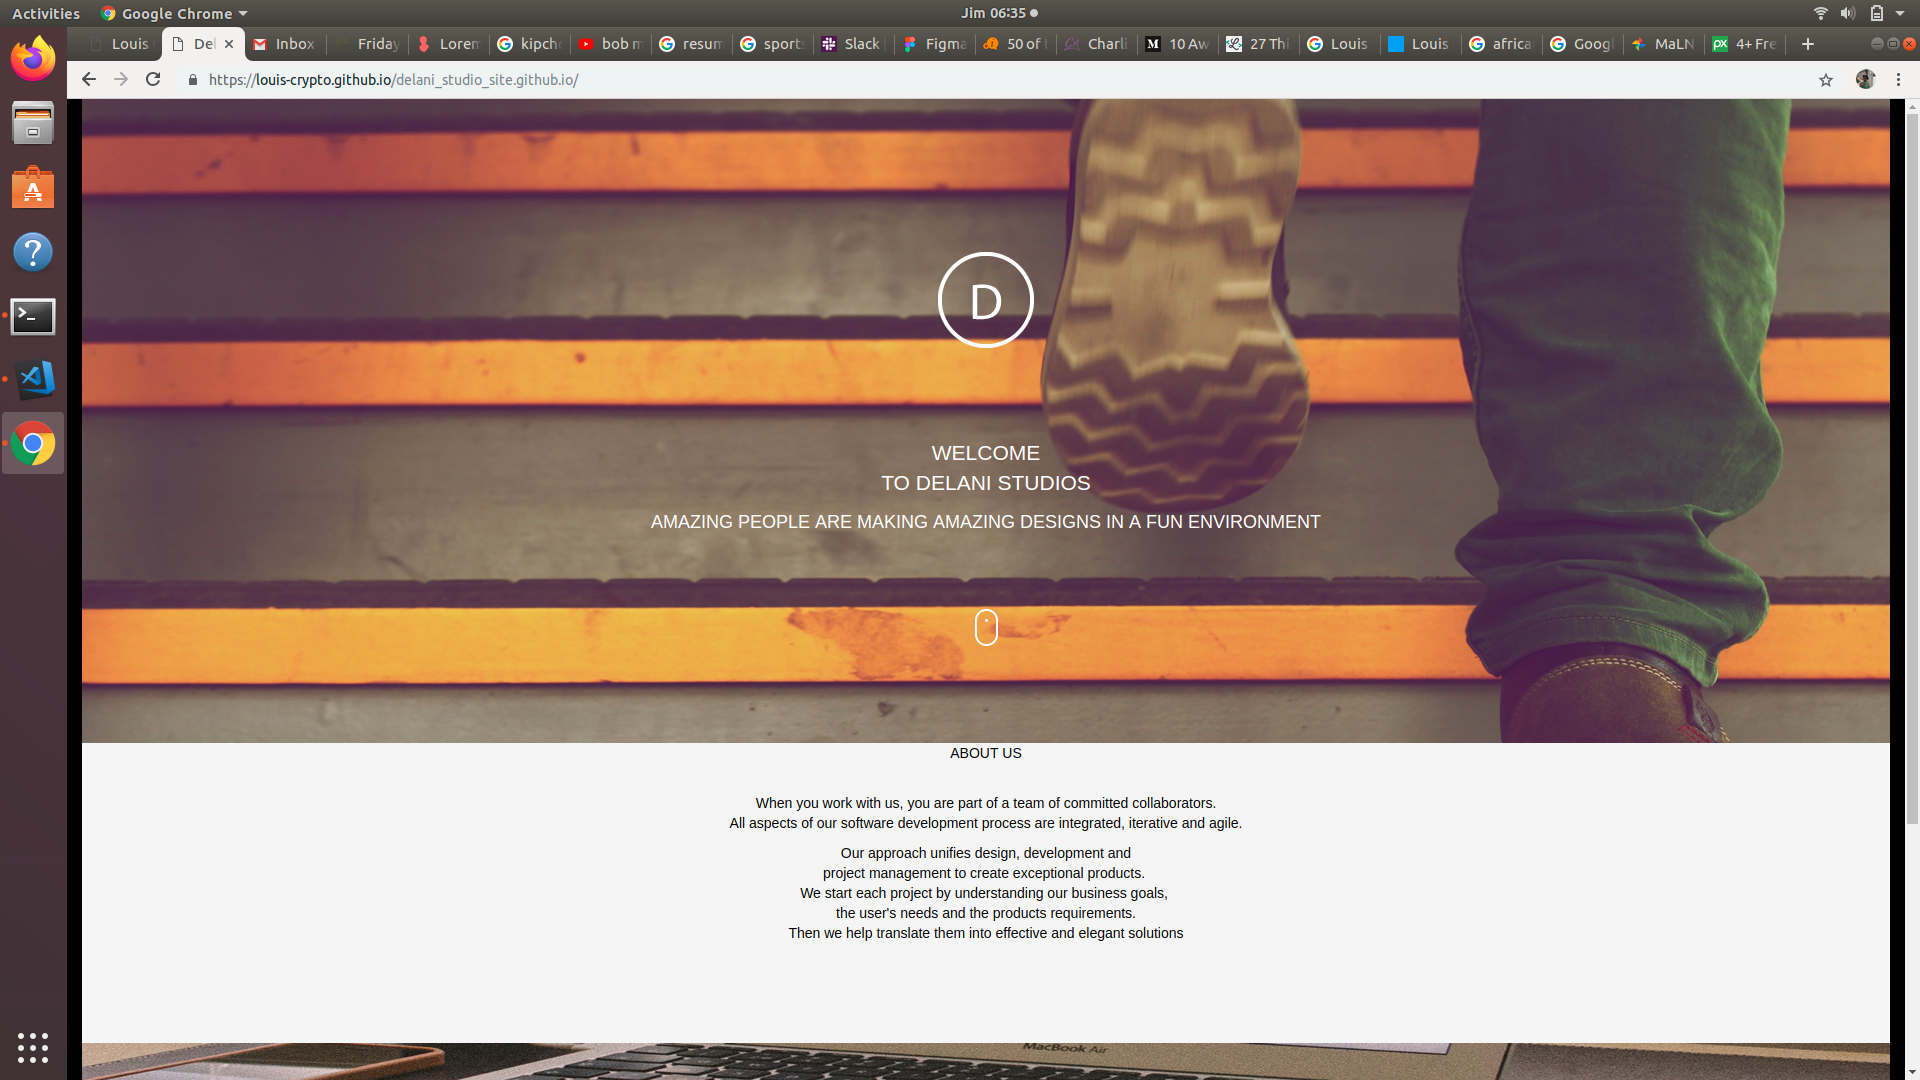 Activities
Google Chrome
Jim 06:35
Louis
Del
Inbox
Friday
Lorem
kipcho
bob m
resum
sports
Slack
Figma
50 of
Charli
10 Aw
27 Thi
Louis
Louis
africa
Googl
MaLN
4+ Fre
https://louis-crypto.github.io/delani_studio_site.github.io/
D
WELCOME
TO DELANI STUDIOS
AMAZING PEOPLE ARE MAKING AMAZING DESIGNS IN A FUN ENVIRONMENT
ABOUT US
When you work with us, you are part of a team of committed collaborators.
All aspects of our software development process are integrated, iterative and agile.
Our approach unifies design, development and
project management to create exceptional products.
We start each project by understanding our business goals,
the user's needs and the products requirements.
Then we help translate them into effective and elegant solutions
MacBook Air